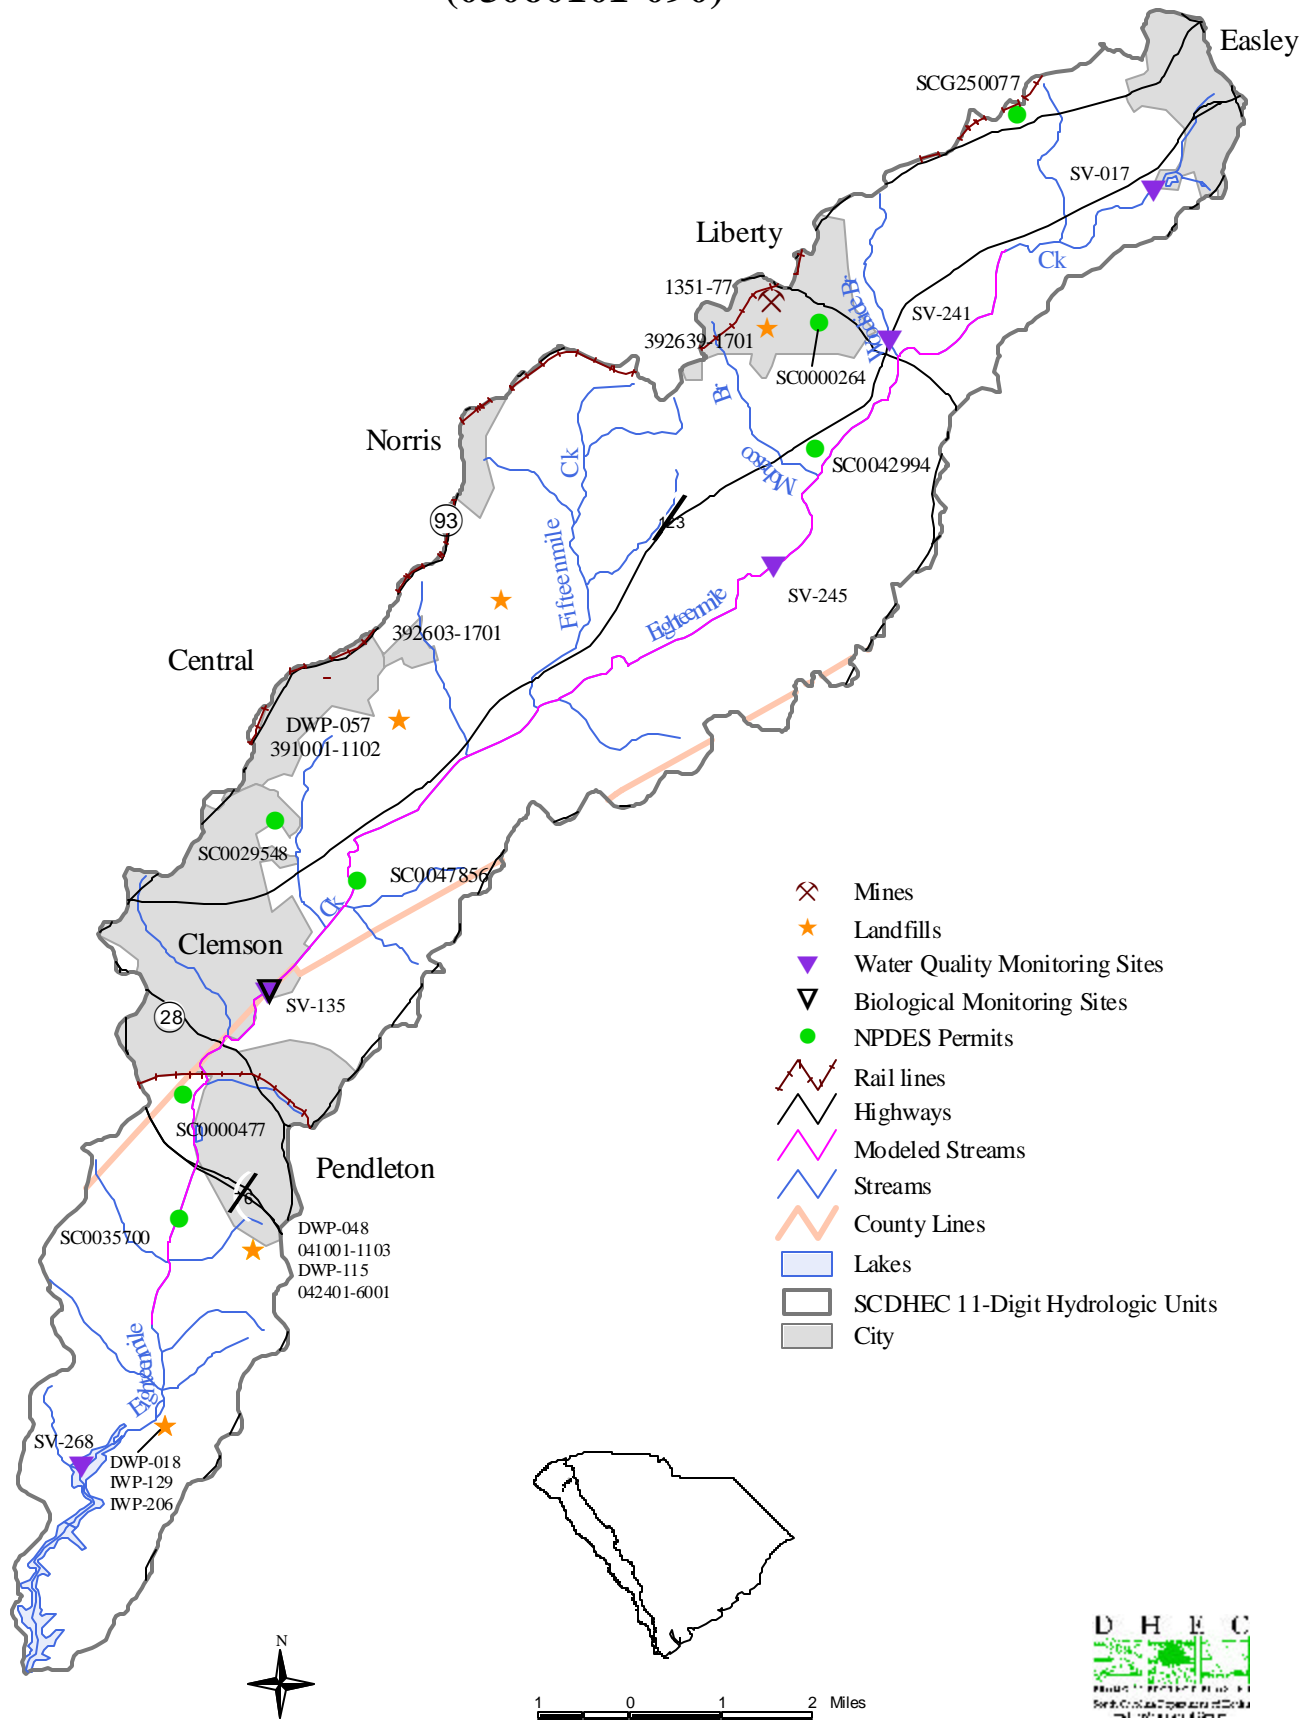 Easley
SCG250077
SV-017
Liberty
Ck
1351-77
Woodside Br.
SV-241
392639-1701
SC0000264
Br.
Norris
Ck
SC0042994
93
123
Fifteenmile
SV-245
Eighteenmile
392603-1701
Central
DWP-057
391001-1102
SC0029548
SC0047856
Mines
Ck
Landfills
Clemson
Water Quality Monitoring Sites
SV-135
Biological Monitoring Sites
28
NPDES Permits
Rail lines
Highways
SC0000477
Modeled Streams
Pendleton
Streams
SC0035700
DWP-048
County Lines
041001-1103
DWP-115
Lakes
042401-6001
SCDHEC 11-Digit Hydrologic Units
Eighteenmile
City
SV-268
DWP-018
IWP-129
IWP-206
D H E C
N
1 0 1 2 Miles